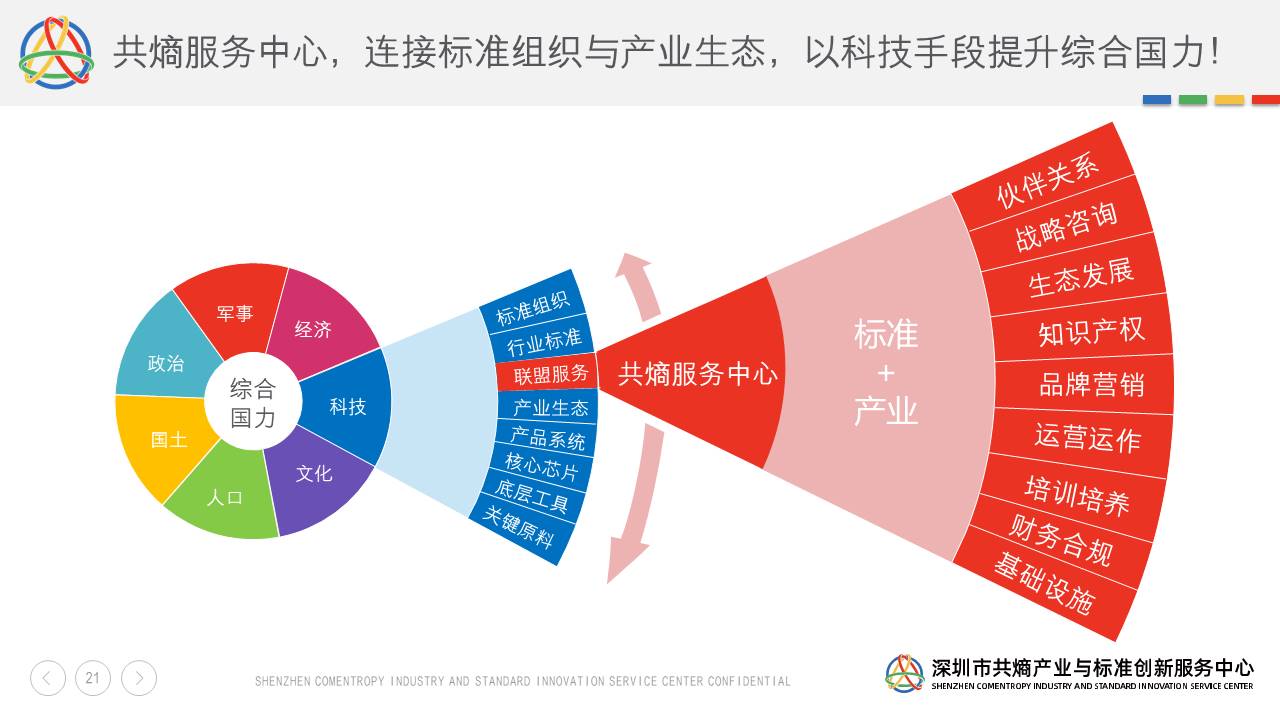 共熵服务中心，连接标准组织与产业生态，以科技手段提升综合国力！
军事
经济
政治
综合
国力
科技
国土
文化
人口
标准组织
行业标准
联盟服务
产业生态
产品系统
核心芯片
底层工具
关键原料
共熵服务中心
标准
+
产业
伙伴关系
战略咨询
生态发展
知识产权
品牌营销
运营运作
培训培养
财务合规
基础设施
21
SHENZHEN COMENTROPY INDUSTRY AND STANDARD INNOVATION SERVICE CENTER CONFIDENTIAL
深圳市共熵产业与标准创新服务中心
SHENZHEN COMENTROPY INDUSTRY AND STANDARD INNOVATION SERVICE CENTER